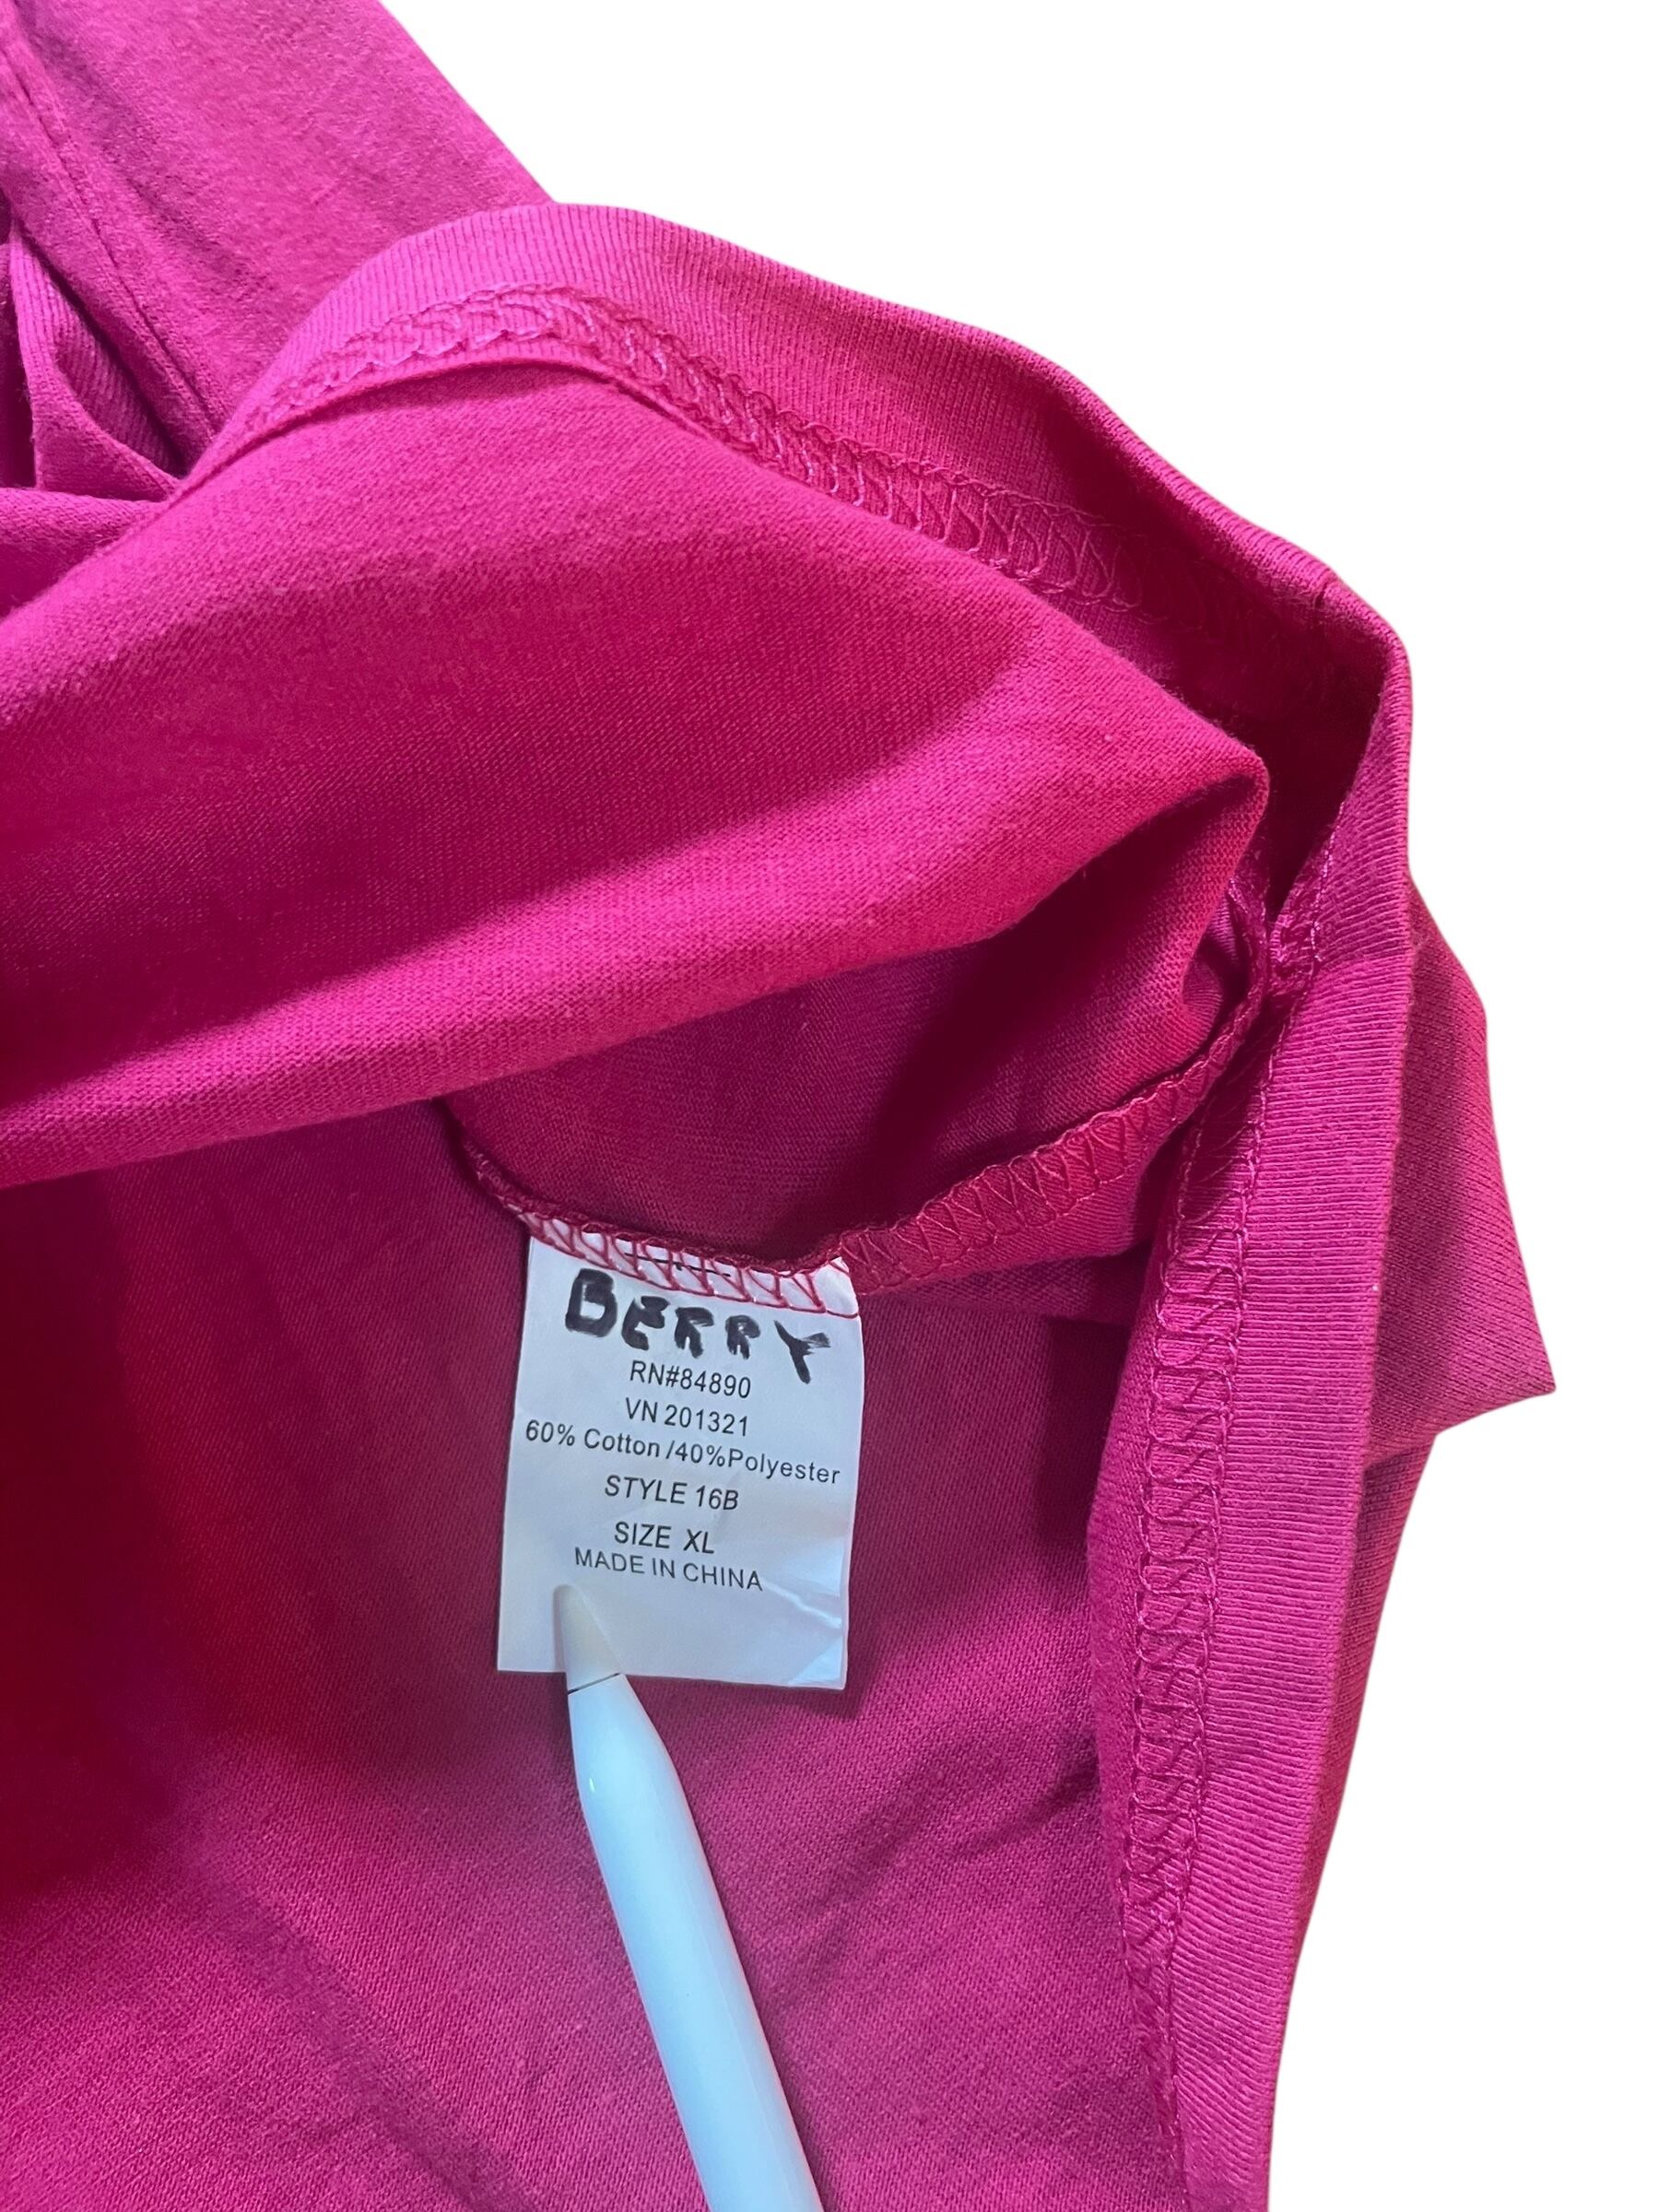 BERRY
RN#84890
VN 201321
60% Cotton /40%Polyester
STYLE 16B
SIZE XL
MADE IN CHINA